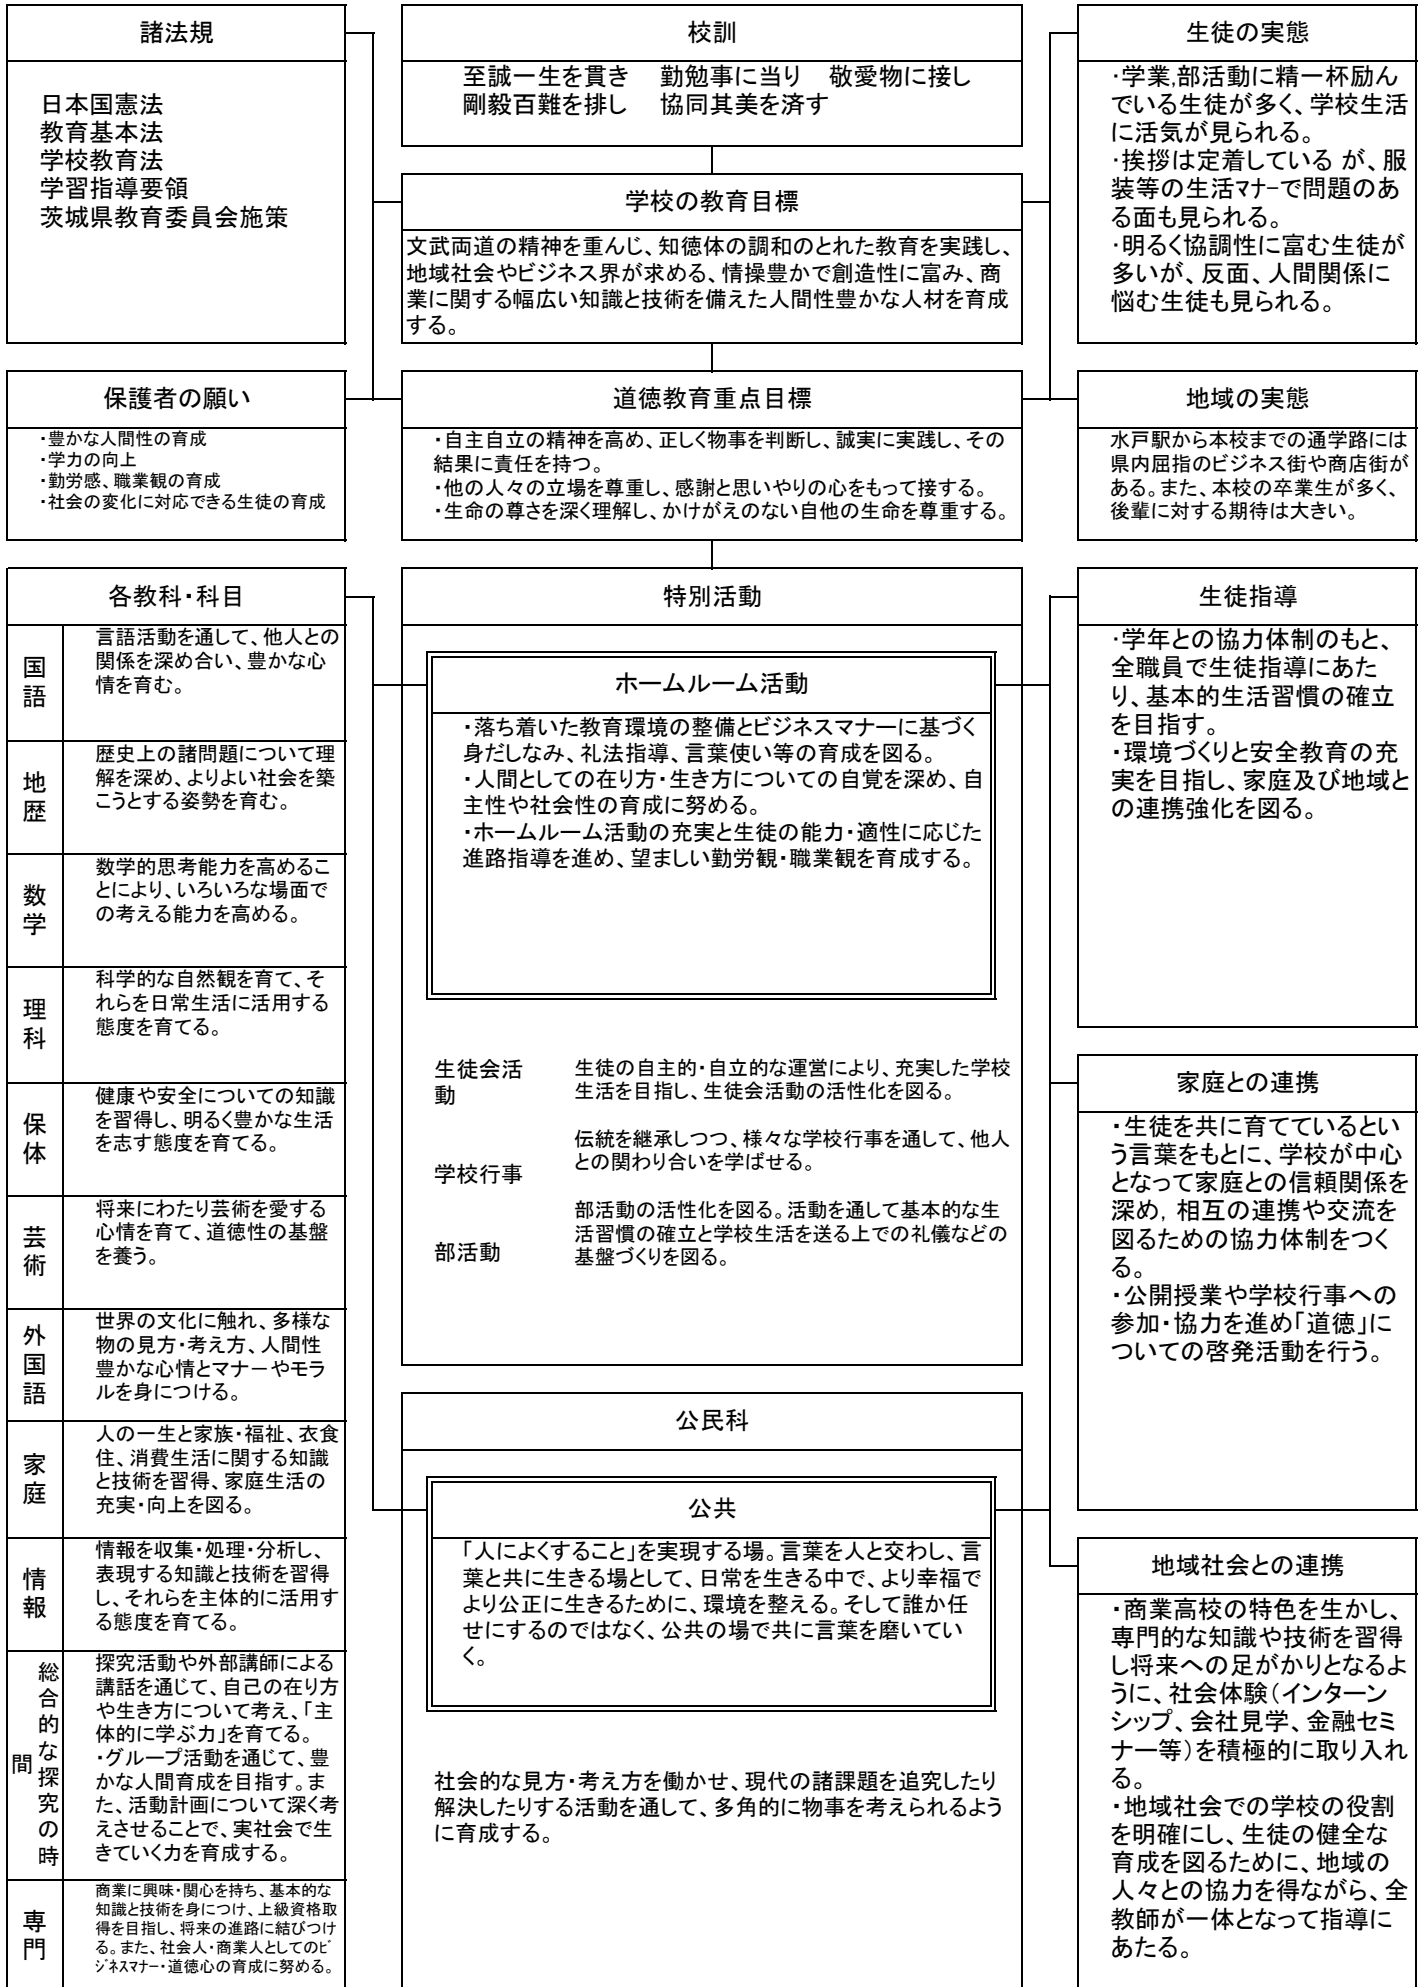 諸法規
日本国憲法
教育基本法
学校教育法
学習指導要領
茨城県教育委員会施策
校訓
至誠一生を貫き　勤勉事に当り　敬愛物に接し
剛毅百難を排し　協同其美を済す
生徒の実態
・学業,部活動に精一杯励ん
でいる生徒が多く、学校生活
に活気が見られる。
・挨拶は定着している が、服
装等の生活ﾏﾅｰで問題のあ
る面も見られる。
・明るく協調性に富む生徒が
多いが、反面、人間関係に
悩む生徒も見られる。
学校の教育目標
文武両道の精神を重んじ、知徳体の調和のとれた教育を実践し、
地域社会やビジネス界が求める、情操豊かで創造性に富み、商
業に関する幅広い知識と技術を備えた人間性豊かな人材を育成
する。
保護者の願い
・豊かな人間性の育成
・学力の向上
・勤労感、職業観の育成
・社会の変化に対応できる生徒の育成
道徳教育重点目標
・自主自立の精神を高め、正しく物事を判断し、誠実に実践し、その
結果に責任を持つ。
・他の人々の立場を尊重し、感謝と思いやりの心をもって接する。
・生命の尊さを深く理解し、かけがえのない自他の生命を尊重する。
地域の実態
水戸駅から本校までの通学路には
県内屈指のビジネス街や商店街が
ある。また、本校の卒業生が多く、
後輩に対する期待は大きい。
各教科・科目
国語
言語活動を通して、他人との
関係を深め合い、豊かな心
情を育む。
地歴
歴史上の諸問題について理
解を深め、よりよい社会を築
こうとする姿勢を育む。
数学
数学的思考能力を高めるこ
とにより、いろいろな場面で
の考える能力を高める。
理科
科学的な自然観を育て、そ
れらを日常生活に活用する
態度を育てる。
保体
健康や安全についての知識
を習得し、明るく豊かな生活
を志す態度を育てる。
芸術
将来にわたり芸術を愛する
心情を育て、道徳性の基盤
を養う。
外国語
世界の文化に触れ、多様な
物の見方・考え方、人間性
豊かな心情とマナーやモラ
ルを身につける。
家庭
人の一生と家族・福祉、衣食
住、消費生活に関する知識
と技術を習得、家庭生活の
充実・向上を図る。
情報
情報を収集・処理・分析し、
表現する知識と技術を習得
し、それらを主体的に活用す
る態度を育てる。
総合的な探究の時
間
探究活動や外部講師による
講話を通じて、自己の在り方
や生き方について考え、「主
体的に学ぶ力」を育てる。
・グループ活動を通じて、豊
かな人間育成を目指す。ま
た、活動計画について深く考
えさせることで、実社会で生
きていく力を育成する。
専門
商業に興味・関心を持ち、基本的な
知識と技術を身につけ、上級資格取
得を目指し、将来の進路に結びつけ
る。また、社会人・商業人としてのﾋﾞ
ｼﾞﾈｽﾏﾅｰ・道徳心の育成に努める。
特別活動
ホームルーム活動
・落ち着いた教育環境の整備とビジネスマナーに基づく
身だしなみ、礼法指導、言葉使い等の育成を図る。
・人間としての在り方・生き方についての自覚を深め、自
主性や社会性の育成に努める。
・ホームルーム活動の充実と生徒の能力・適性に応じた
進路指導を進め、望ましい勤労観・職業観を育成する。
生徒会活
動
生徒の自主的・自立的な運営により、充実した学校
生活を目指し、生徒会活動の活性化を図る。
学校行事
伝統を継承しつつ、様々な学校行事を通して、他人
との関わり合いを学ばせる。
部活動
部活動の活性化を図る。活動を通して基本的な生
活習慣の確立と学校生活を送る上での礼儀などの
基盤づくりを図る。
公民科
公共
「人によくすること」を実現する場。言葉を人と交わし、言
葉と共に生きる場として、日常を生きる中で、より幸福で
より公正に生きるために、環境を整える。そして誰か任
せにするのではなく、公共の場で共に言葉を磨いてい
く。
社会的な見方・考え方を働かせ、現代の諸課題を追究したり
解決したりする活動を通して、多角的に物事を考えられるよう
に育成する。
生徒指導
・学年との協力体制のもと、
全職員で生徒指導にあた
り、基本的生活習慣の確立
を目指す。
・環境づくりと安全教育の充
実を目指し、家庭及び地域と
の連携強化を図る。
家庭との連携
・生徒を共に育てているとい
う言葉をもとに、学校が中心
となって家庭との信頼関係を
深め, 相互の連携や交流を
図るための協力体制をつく
る。
・公開授業や学校行事への
参加・協力を進め「道徳」に
ついての啓発活動を行う。
地域社会との連携
・商業高校の特色を生かし、
専門的な知識や技術を習得
し将来への足がかりとなるよ
うに、社会体験（インターン
シップ、会社見学、金融セミ
ナー等）を積極的に取り入れ
る。
・地域社会での学校の役割
を明確にし、生徒の健全な
育成を図るために、地域の
人々との協力を得ながら、全
教師が一体となって指導に
あたる。